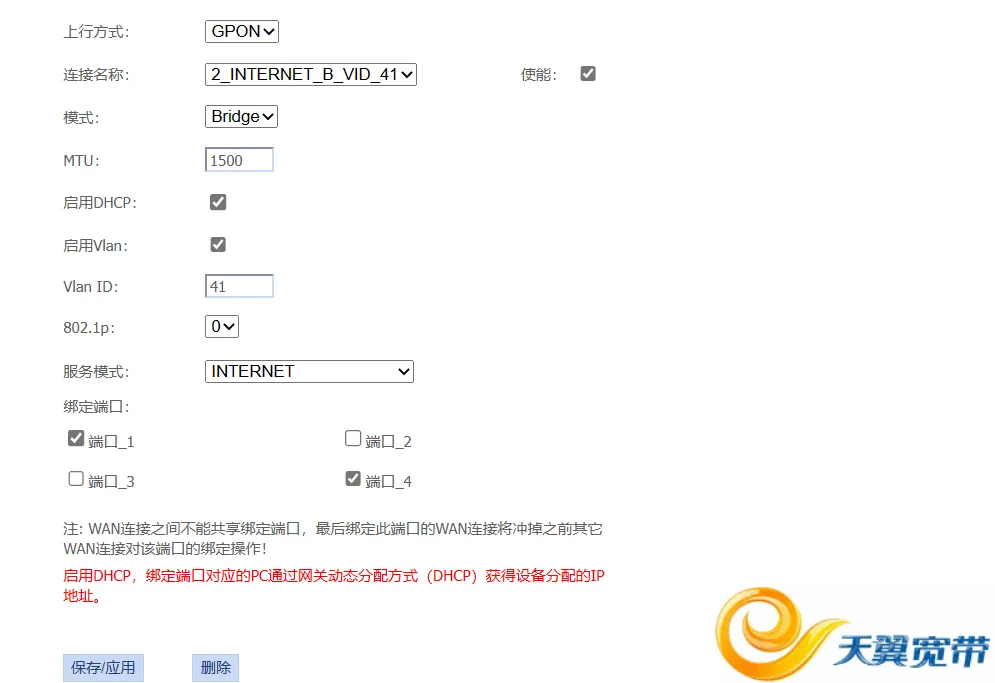 上行方式: GPON
连接名称: 2_INTERNET_B_VID_41 使能:
模式: Bridge
MTU: 1500
启用DHCP:
启用Vlan:
Vlan ID: 41
802.1p: 0
服务模式: INTERNET
绑定端口:
端口_1 端口_2
端口_3 端口_4
注: WAN连接之间不能共享绑定端口，最后绑定此端口的WAN连接将冲掉之前其它
WAN连接对该端口的绑定操作!
启用DHCP，绑定端口对应的PC通过网关动态分配方式（DHCP）获得设备分配的IP
地址。
保存/应用 删除
天翼宽带